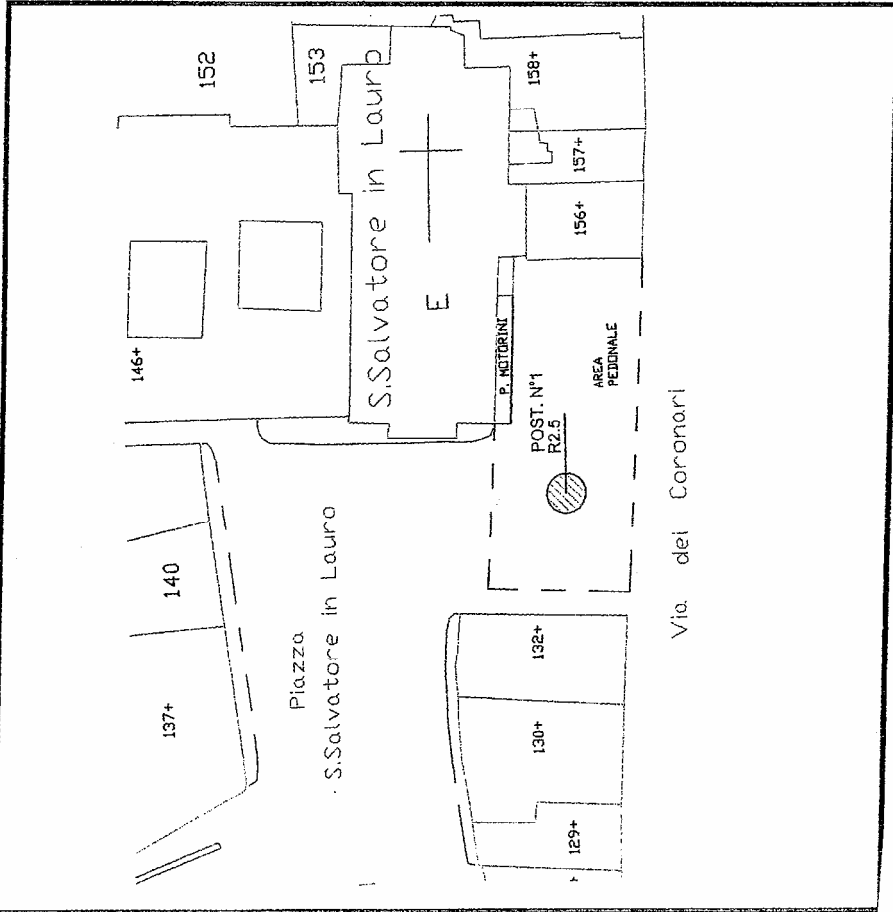 152
153
S.Salvatore in Lauro
146+
E
158+
157+
156+
P. MOTORINI
POST. N°1
R2.5
AREA
PEDONALE
140
137+
Piazza
S.Salvatore in Lauro
132+
130+
129+
Via dei Coronari